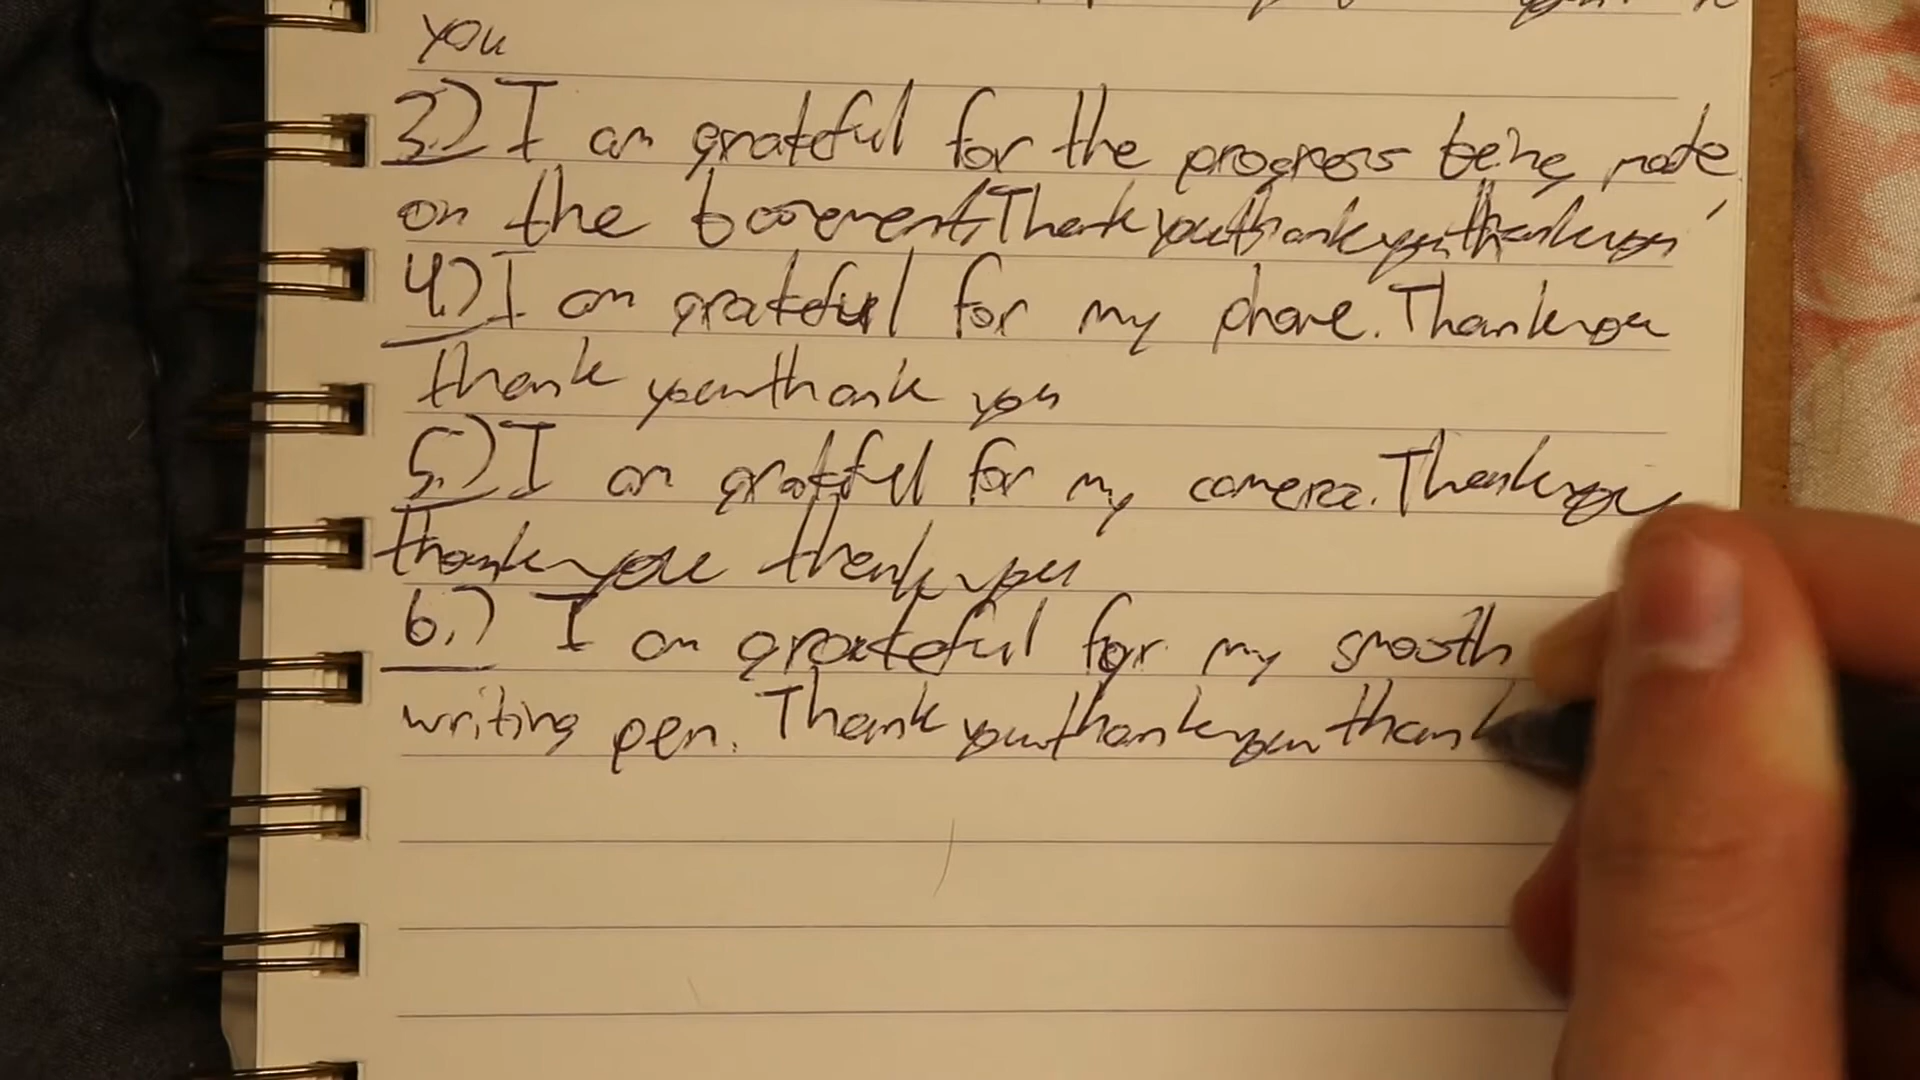 you
3.) I am grateful for the progress being made
on the basement. Thank you thank you thank you
4.) I am grateful for my phone. Thank you
thank you thank you
5.) I am grateful for my camera. Thank you
thank you thank you
6.) I am grateful for my smooth
writing pen. Thank you thank you thank